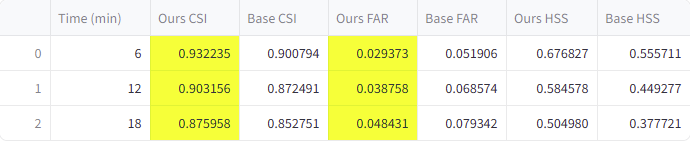 Time (min) Ours CSI Base CSI Ours FAR Base FAR Ours HSS Base HSS
0 6 0.932235 0.900794 0.029373 0.051906 0.676827 0.555711
1 12 0.903156 0.872491 0.038758 0.068574 0.584578 0.449277
2 18 0.875958 0.852751 0.048431 0.079342 0.504980 0.377721